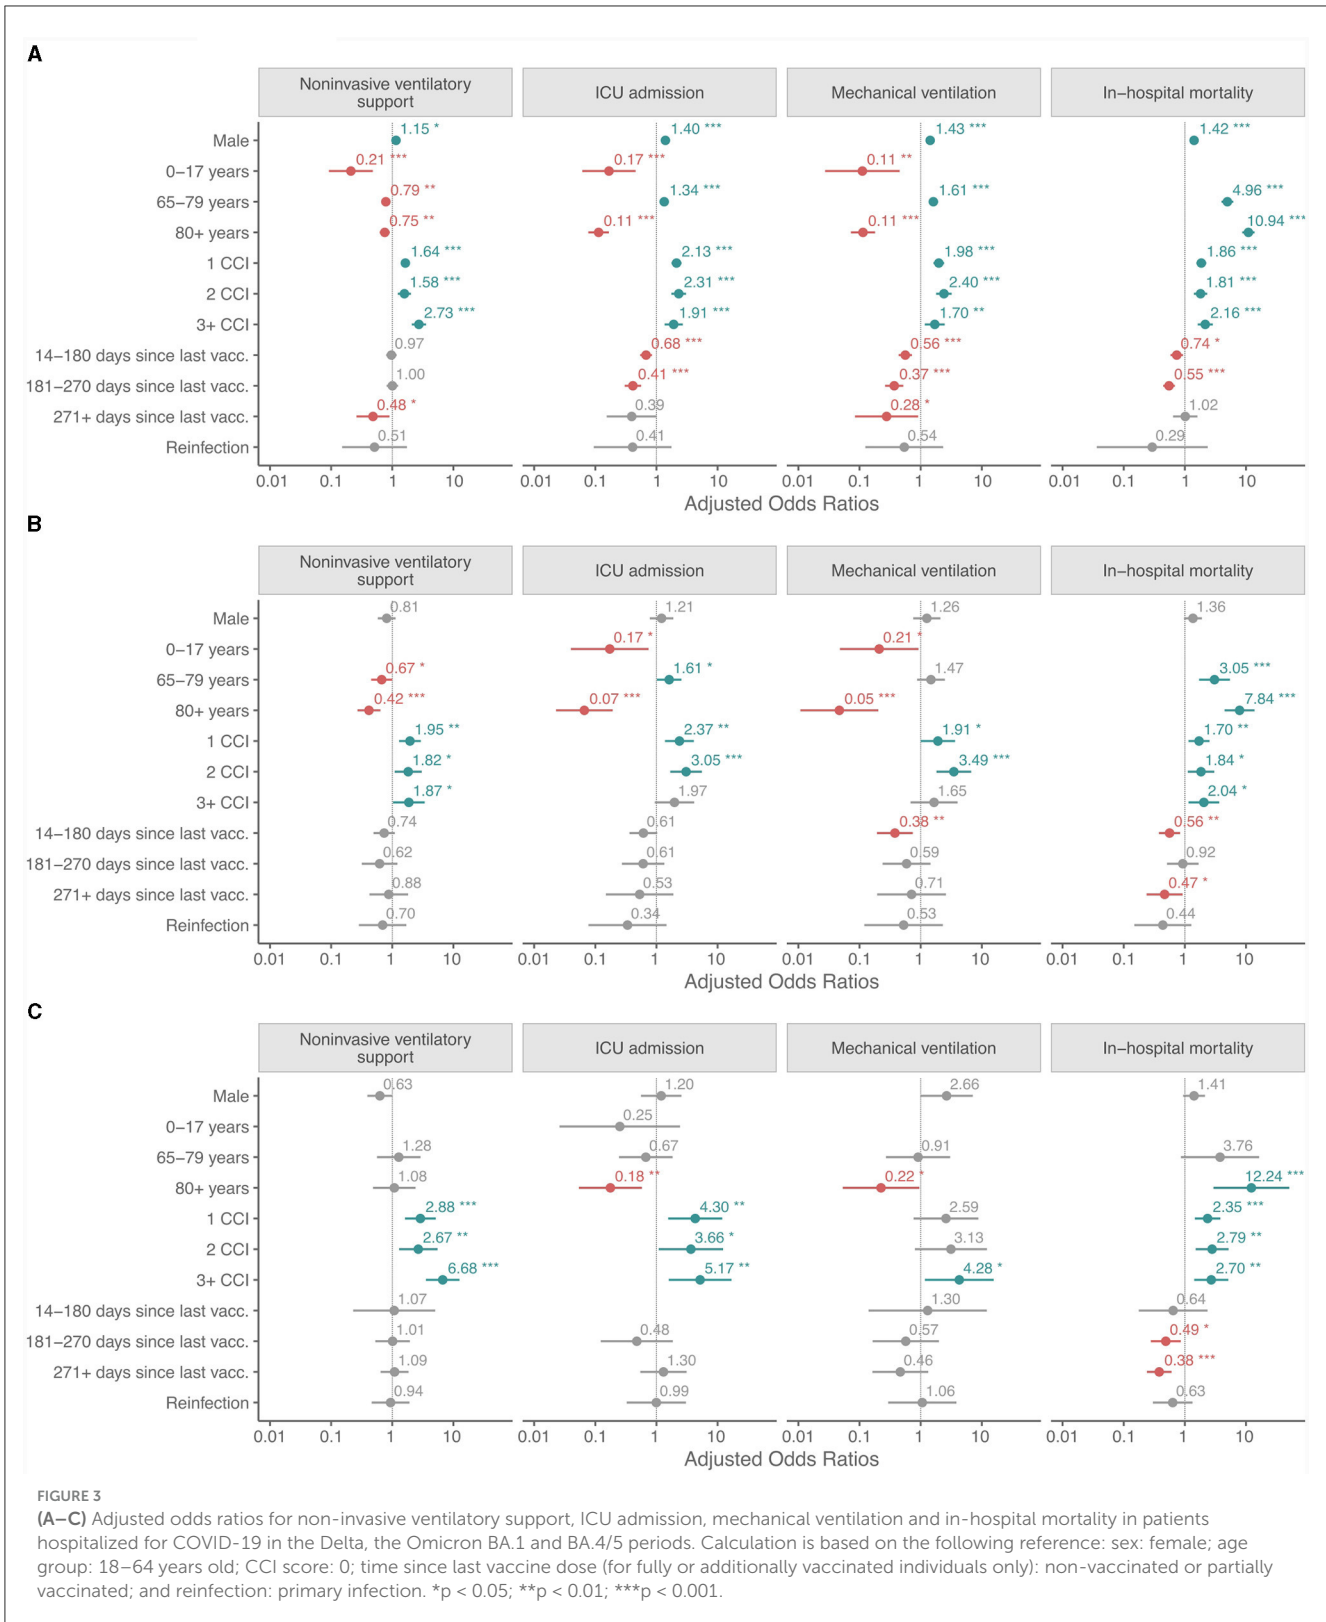 A
Noninvasive ventilatory
support
ICU admission
Mechanical ventilation
In−hospital mortality
Male 1.15 * 1.40 *** 1.43 *** 1.42 ***
0−17 years 0.21 *** 0.17 *** 0.11 **
65−79 years 0.79 ** 1.34 *** 1.61 *** 4.96 ***
80+ years 0.75 ** 0.11 *** 0.11 *** 10.94 ***
1 CCI 1.64 *** 2.13 *** 1.98 *** 1.86 ***
2 CCI 1.58 *** 2.31 *** 2.40 *** 1.81 ***
3+ CCI 2.73 *** 1.91 *** 1.70 ** 2.16 ***
14−180 days since last vacc. 0.97 0.68 *** 0.56 *** 0.74 *
181−270 days since last vacc. 1.00 0.41 *** 0.37 *** 0.55 ***
271+ days since last vacc. 0.48 * 0.39 0.28 * 1.02
Reinfection 0.51 0.41 0.54 0.29
0.01 0.1 1 10 0.01 0.1 1 10 0.01 0.1 1 10 0.01 0.1 1 10
Adjusted Odds Ratios
B
Noninvasive ventilatory
support
ICU admission
Mechanical ventilation
In−hospital mortality
Male 0.81 1.21 1.26 1.36
0−17 years 0.17 * 0.21 *
65−79 years 0.67 * 1.61 * 1.47 3.05 ***
80+ years 0.42 *** 0.07 *** 0.05 *** 7.84 ***
1 CCI 1.95 ** 2.37 ** 1.91 * 1.70 **
2 CCI 1.82 * 3.05 *** 3.49 *** 1.84 *
3+ CCI 1.87 * 1.97 1.65 2.04 *
14−180 days since last vacc. 0.74 0.61 0.38 ** 0.56 **
181−270 days since last vacc. 0.62 0.61 0.59 0.92
271+ days since last vacc. 0.88 0.53 0.71 0.47 *
Reinfection 0.70 0.34 0.53 0.44
0.01 0.1 1 10 0.01 0.1 1 10 0.01 0.1 1 10 0.01 0.1 1 10
Adjusted Odds Ratios
C
Noninvasive ventilatory
support
ICU admission
Mechanical ventilation
In−hospital mortality
Male 0.63 1.20 2.66 1.41
0−17 years 0.25
65−79 years 1.28 0.67 0.91 3.76
80+ years 1.08 0.18 ** 0.22 * 12.24 ***
1 CCI 2.88 *** 4.30 ** 2.59 2.35 ***
2 CCI 2.67 ** 3.66 * 3.13 2.79 **
3+ CCI 6.68 *** 5.17 ** 4.28 * 2.70 **
14−180 days since last vacc. 1.07 1.30 0.64
181−270 days since last vacc. 1.01 0.48 0.57 0.49 *
271+ days since last vacc. 1.09 1.30 0.46 0.38 ***
Reinfection 0.94 0.99 1.06 0.63
0.01 0.1 1 10 0.01 0.1 1 10 0.01 0.1 1 10 0.01 0.1 1 10
Adjusted Odds Ratios
FIGURE 3
(A–C) Adjusted odds ratios for non-invasive ventilatory support, ICU admission, mechanical ventilation and in-hospital mortality in patients
hospitalized for COVID-19 in the Delta, the Omicron BA.1 and BA.4/5 periods. Calculation is based on the following reference: sex: female; age
group: 18–64 years old; CCI score: 0; time since last vaccine dose (for fully or additionally vaccinated individuals only): non-vaccinated or partially
vaccinated; and reinfection: primary infection. *p < 0.05; **p < 0.01; ***p < 0.001.